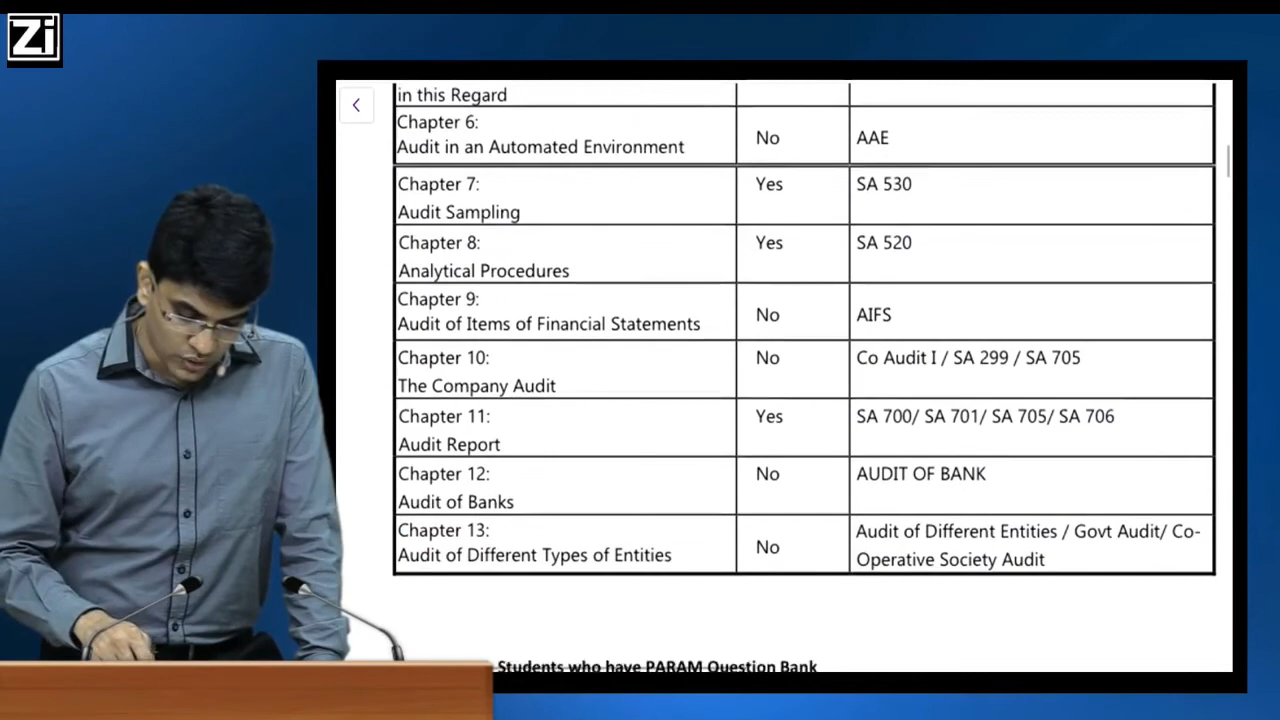 Zi
in this Regard
Chapter 6:
Audit in an Automated Environment
No
AAE
Chapter 7:
Audit Sampling
Yes
SA 530
Chapter 8:
Analytical Procedures
Yes
SA 520
Chapter 9:
Audit of Items of Financial Statements
No
AIFS
Chapter 10:
The Company Audit
No
Co Audit I / SA 299 / SA 705
Chapter 11:
Audit Report
Yes
SA 700/ SA 701/ SA 705/ SA 706
Chapter 12:
Audit of Banks
No
AUDIT OF BANK
Chapter 13:
Audit of Different Types of Entities
No
Audit of Different Entities / Govt Audit/ Co-
Operative Society Audit
Students who have PARAM Question Bank